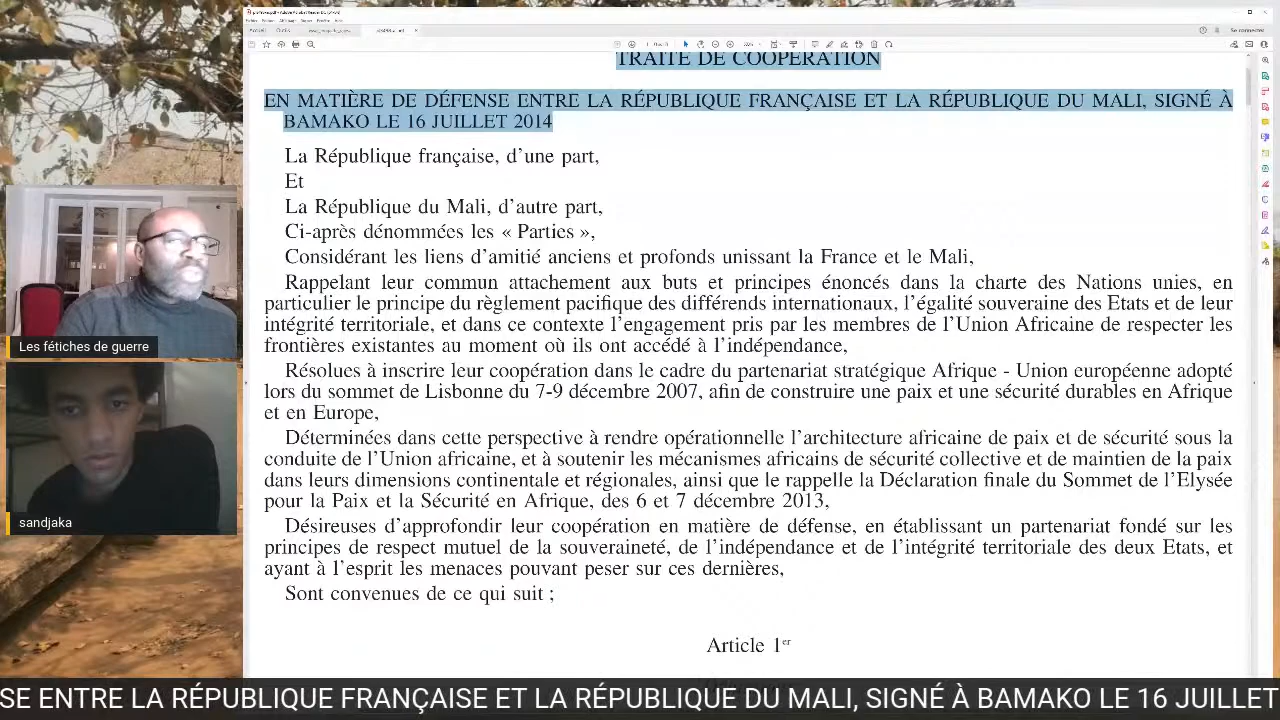 Se connecter
TRAITÉ DE COOPÉRATION
EN MATIÈRE DE DÉFENSE ENTRE LA RÉPUBLIQUE FRANÇAISE ET LA RÉPUBLIQUE DU MALI, SIGNÉ À
BAMAKO LE 16 JUILLET 2014
La République française, d’une part,
Et
La République du Mali, d’autre part,
Ci-après dénommées les « Parties »,
Considérant les liens d’amitié anciens et profonds unissant la France et le Mali,
Rappelant leur commun attachement aux buts et principes énoncés dans la charte des Nations unies, en
particulier le principe du règlement pacifique des différends internationaux, l’égalité souveraine des Etats et de leur
intégrité territoriale, et dans ce contexte l’engagement pris par les membres de l’Union Africaine de respecter les
frontières existantes au moment où ils ont accédé à l’indépendance,
Résolues à inscrire leur coopération dans le cadre du partenariat stratégique Afrique - Union européenne adopté
lors du sommet de Lisbonne du 7-9 décembre 2007, afin de construire une paix et une sécurité durables en Afrique
et en Europe,
Déterminées dans cette perspective à rendre opérationnelle l’architecture africaine de paix et de sécurité sous la
conduite de l’Union africaine, et à soutenir les mécanismes africains de sécurité collective et de maintien de la paix
dans leurs dimensions continentale et régionales, ainsi que le rappelle la Déclaration finale du Sommet de l’Elysée
pour la Paix et la Sécurité en Afrique, des 6 et 7 décembre 2013,
Désireuses d’approfondir leur coopération en matière de défense, en établissant un partenariat fondé sur les
principes de respect mutuel de la souveraineté, de l’indépendance et de l’intégrité territoriale des deux Etats, et
ayant à l’esprit les menaces pouvant peser sur ces dernières,
Sont convenues de ce qui suit ;
Article 1er
Les fétiches de guerre
sandjaka
SE ENTRE LA RÉPUBLIQUE FRANÇAISE ET LA RÉPUBLIQUE DU MALI, SIGNÉ À BAMAKO LE 16 JUILLET